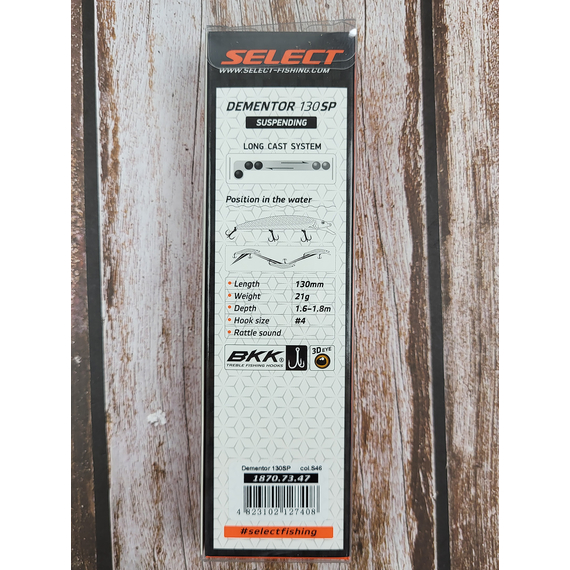 SELECT
WWW.SELECT-FISHING.COM
DEMENTOR 130SP
SUSPENDING
LONG CAST SYSTEM
Position in the water
• Length 130mm
• Weight 21g
• Depth 1.6-1.8m
• Hook size #4
• Rattle sound
BKK®
TREBLE FISHING HOOKS
3D EYE
Dementor 130SP col.S46
1870.73.47
4 823102 127408
#selectfishing